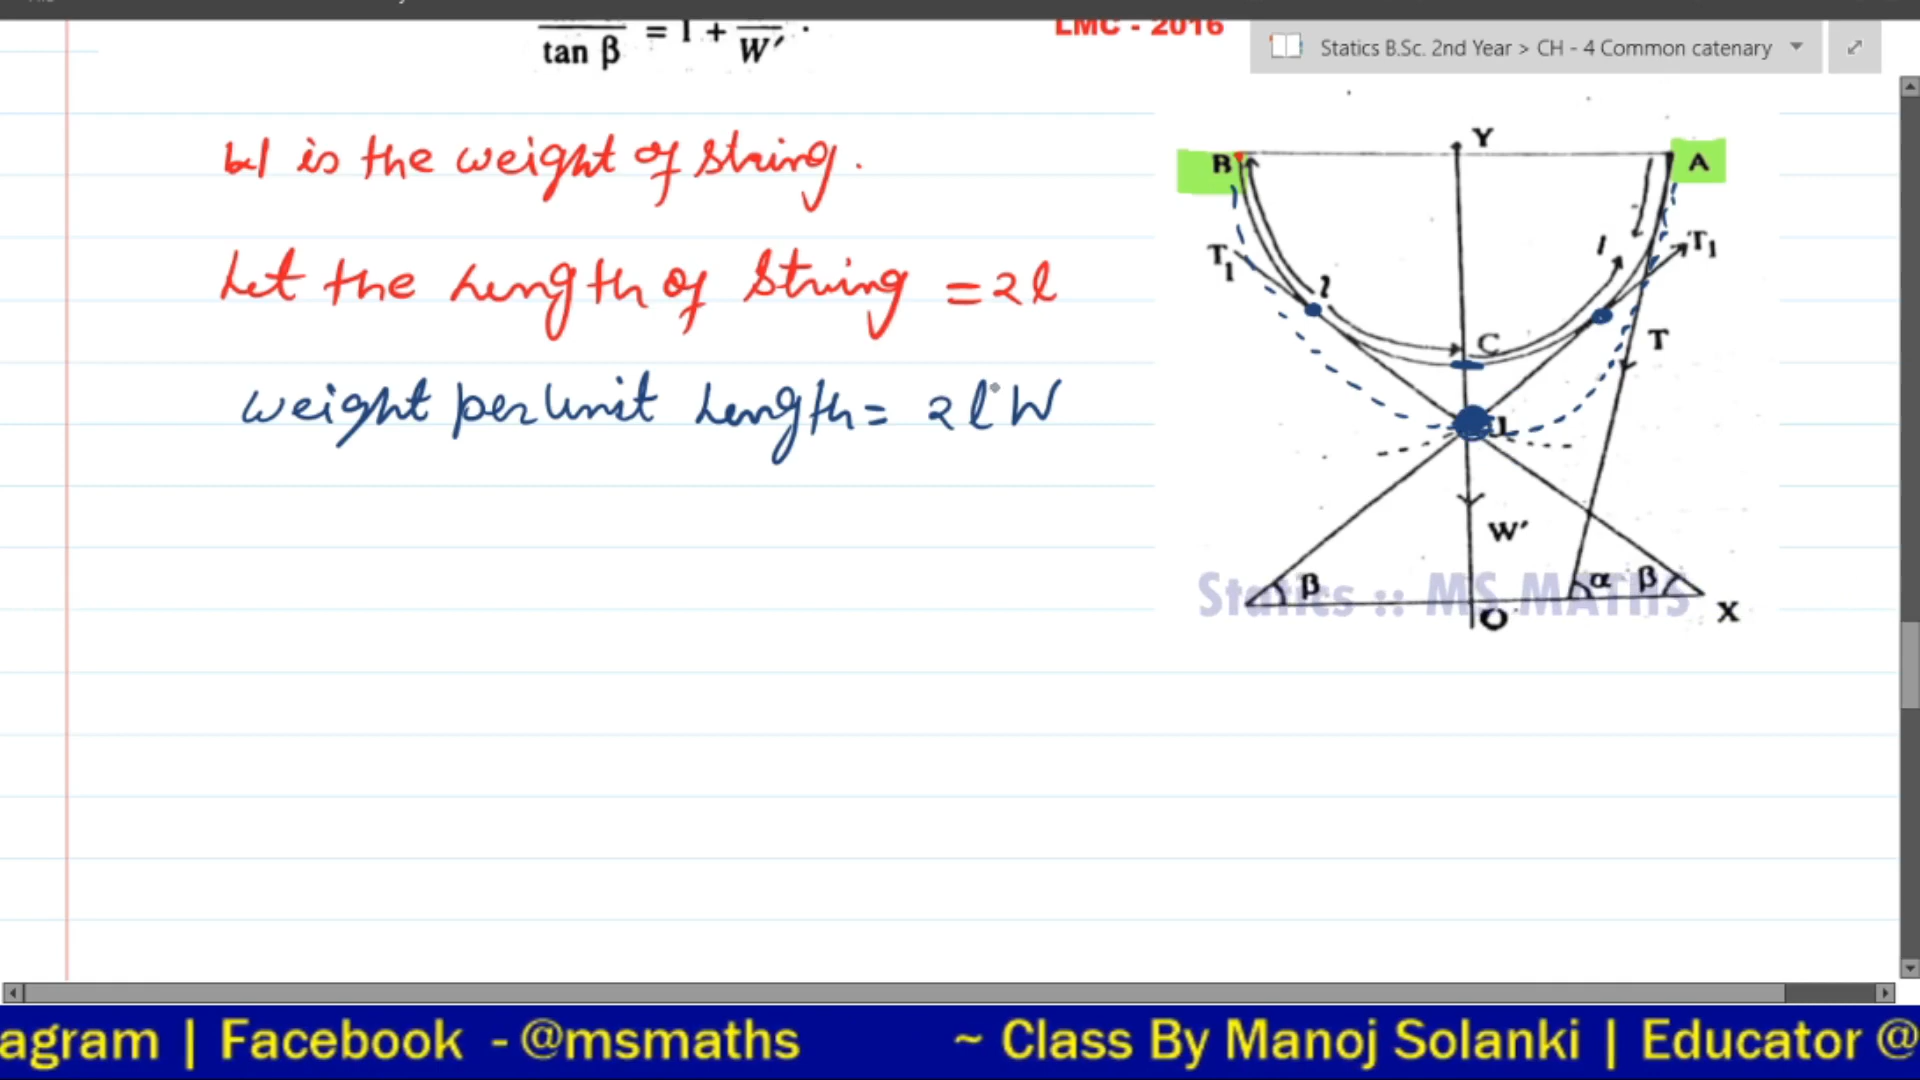 tan β = 1 + W′ .
LMC - 2016
Statics B.Sc. 2nd Year > CH - 4 Common catenary
W is the weight of string.
Let the Length of String = 2l
weight per unit Length = 2lW
Y
B A
T₁ l l T₁
C T
W′
β α β
Statics :: MS MATHS
O X
agram | Facebook - @msmaths ~ Class By Manoj Solanki | Educator @